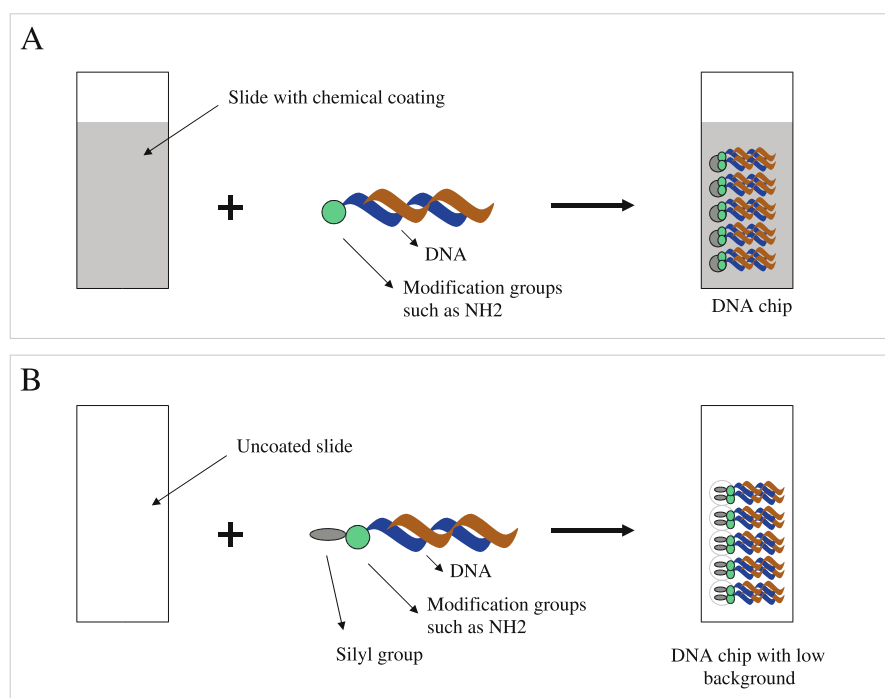 A
Slide with chemical coating
DNA
Modification groups
such as NH2
DNA chip
B
Uncoated slide
DNA
Modification groups
such as NH2
Silyl group
DNA chip with low
background